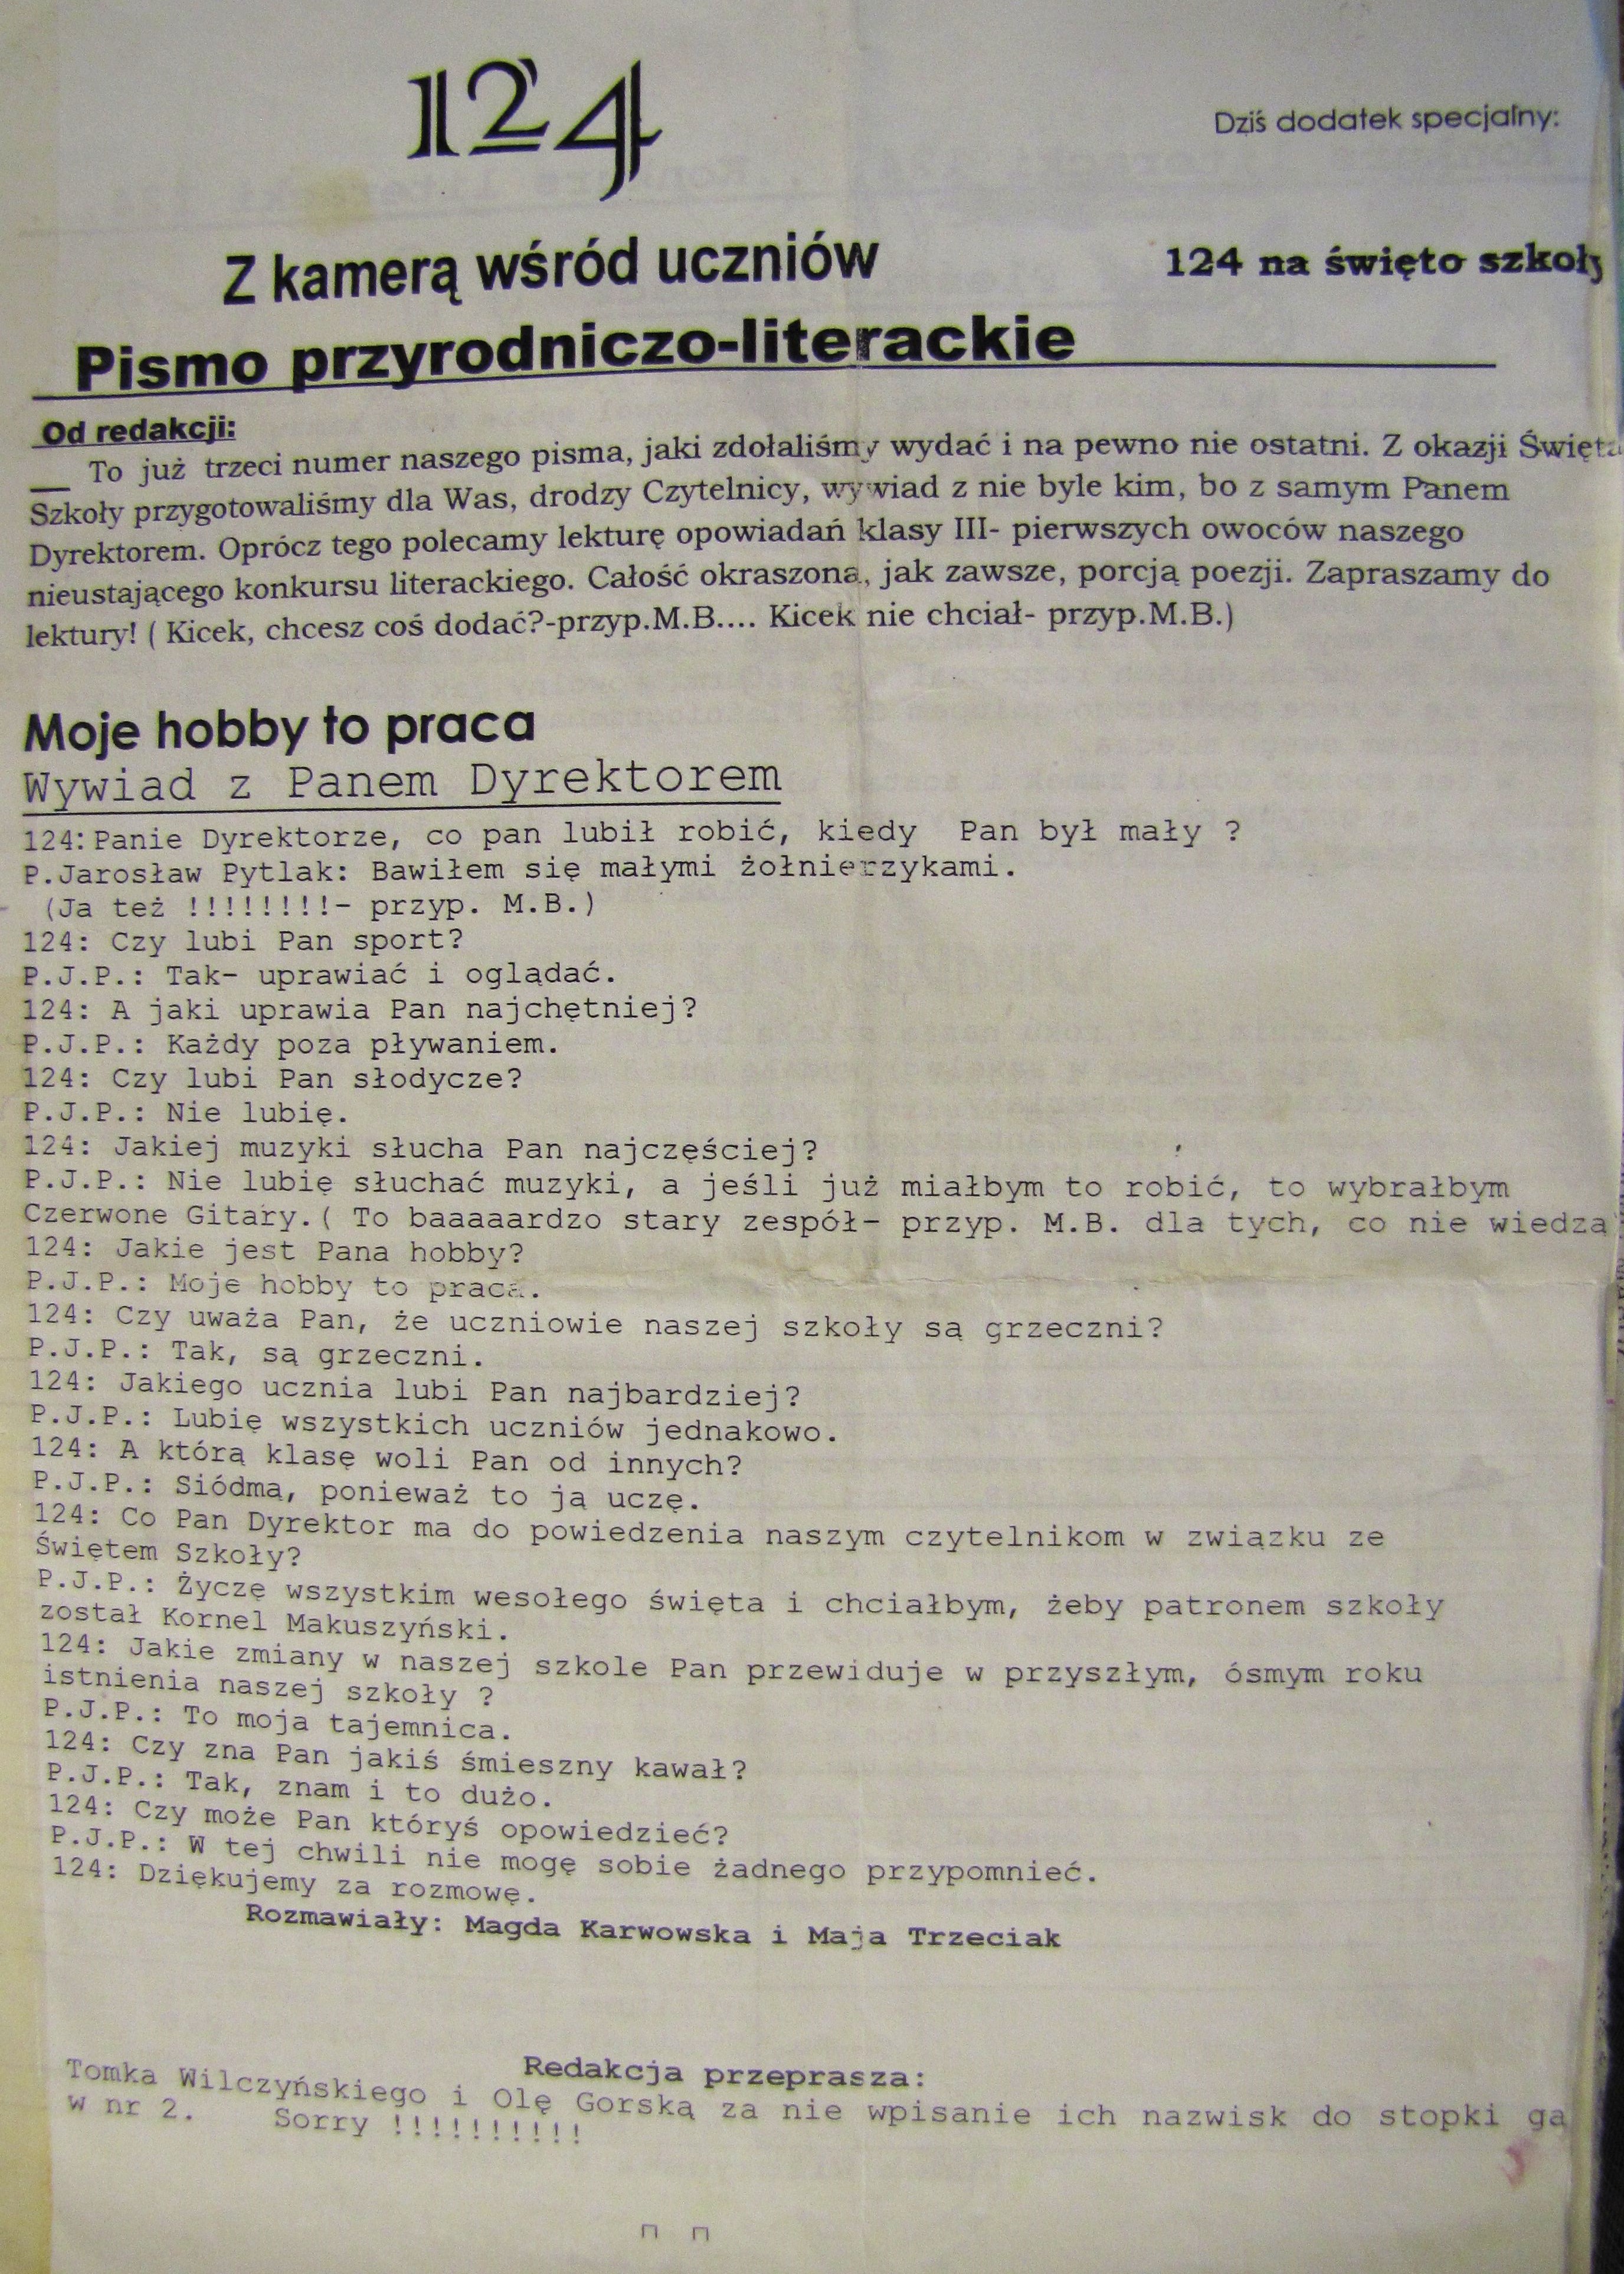 124
Dziś dodatek specjalny:
Z kamerą wśród uczniów
124 na święto szkoły
Pismo przyrodniczo-literackie
Od redakcji:
To już trzeci numer naszego pisma, jaki zdołaliśmy wydać i na pewno nie ostatni. Z okazji Święta
Szkoły przygotowaliśmy dla Was, drodzy Czytelnicy, wywiad z nie byle kim, bo z samym Panem
Dyrektorem. Oprócz tego polecamy lekturę opowiadań klasy III- pierwszych owoców naszego
nieustającego konkursu literackiego. Całość okraszona, jak zawsze, porcją poezji. Zapraszamy do
lektury! ( Kicek, chcesz coś dodać?-przyp.M.B.... Kicek nie chciał- przyp.M.B.)
Moje hobby to praca
Wywiad z Panem Dyrektorem
124: Panie Dyrektorze, co pan lubił robić, kiedy Pan był mały ?
P.Jarosław Pytlak: Bawiłem się małymi żołnierzykami.
(Ja też !!!!!!!!- przyp. M.B.)
124: Czy lubi Pan sport?
P.J.P.: Tak- uprawiać i oglądać.
124: A jaki uprawia Pan najchętniej?
P.J.P.: Każdy poza pływaniem.
124: Czy lubi Pan słodycze?
P.J.P.: Nie lubię.
124: Jakiej muzyki słucha Pan najczęściej?
P.J.P.: Nie lubię słuchać muzyki, a jeśli już miałbym to robić, to wybrałbym
Czerwone Gitary.( To baaaaardzo stary zespół- przyp. M.B. dla tych, co nie wiedzą
124: Jakie jest Pana hobby?
P.J.P.: Moje hobby to praca.
124: Czy uważa Pan, że uczniowie naszej szkoły są grzeczni?
P.J.P.: Tak, są grzeczni.
124: Jakiego ucznia lubi Pan najbardziej?
P.J.P.: Lubię wszystkich uczniów jednakowo.
124: A którą klasę woli Pan od innych?
P.J.P.: Siódmą, ponieważ to ją uczę.
124: Co Pan Dyrektor ma do powiedzenia naszym czytelnikom w związku ze
Świętem Szkoły?
P.J.P.: Życzę wszystkim wesołego święta i chciałbym, żeby patronem szkoły
został Kornel Makuszyński.
124: Jakie zmiany w naszej szkole Pan przewiduje w przyszłym, ósmym roku
istnienia naszej szkoły ?
P.J.P.: To moja tajemnica.
124: Czy zna Pan jakiś śmieszny kawał?
P.J.P.: Tak, znam i to dużo.
124: Czy może Pan któryś opowiedzieć?
P.J.P.: W tej chwili nie mogę sobie żadnego przypomnieć.
124: Dziękujemy za rozmowę.
Rozmawiały: Magda Karwowska i Maja Trzeciak
Redakcja przeprasza:
Tomka Wilczyńskiego i Olę Gorską za nie wpisanie ich nazwisk do stopki ga
w nr 2. Sorry !!!!!!!!!!